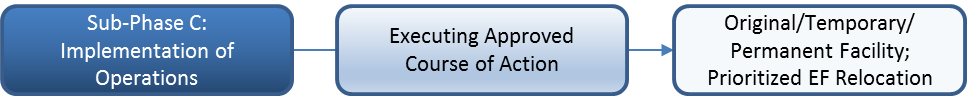 Sub-Phase C:
Implementation of
Operations
Executing Approved
Course of Action
Original/Temporary/
Permanent Facility;
Prioritized EF Relocation